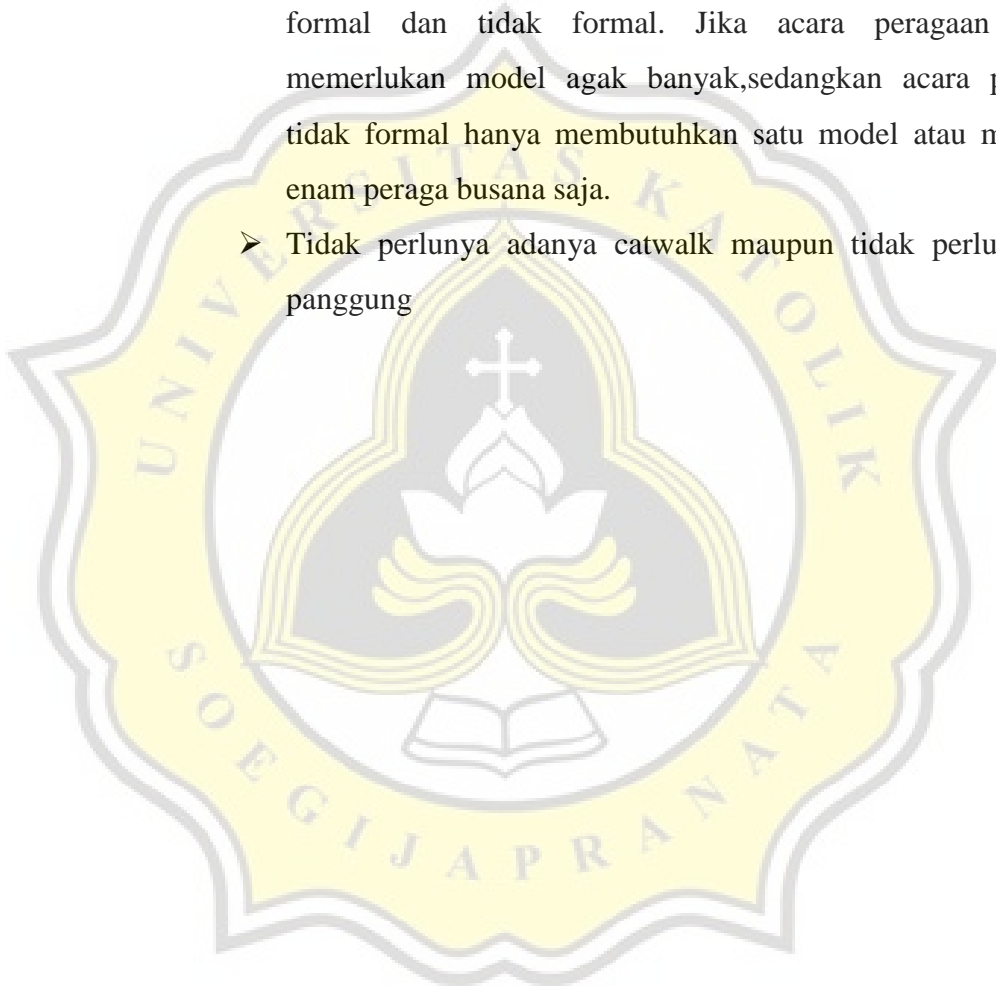 formal dan tidak formal. Jika acara peragaan
memerlukan model agak banyak,sedangkan acara
tidak formal hanya membutuhkan satu model atau
enam peraga busana saja.
➢ Tidak perlunya adanya catwalk maupun tidak
panggung
UNIVERSITAS KATOLIK
SOEGIJAPRANATA